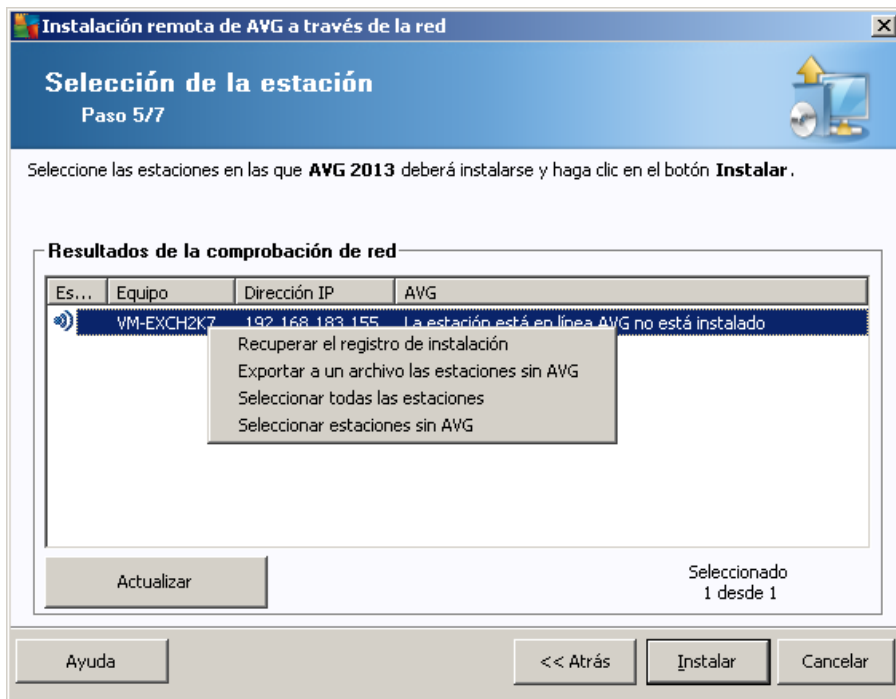 Instalación remota de AVG a través de la red
Selección de la estación
Paso 5/7
Seleccione las estaciones en las que AVG 2013 deberá instalarse y haga clic en el botón Instalar.
Resultados de la comprobación de red
Es... Equipo Dirección IP AVG
VM-EXCH2K7 192.168.183.155 La estación está en línea AVG no está instalado
Recuperar el registro de instalación
Exportar a un archivo las estaciones sin AVG
Seleccionar todas las estaciones
Seleccionar estaciones sin AVG
Actualizar
Seleccionado
1 desde 1
Ayuda
<< Atrás
Instalar
Cancelar